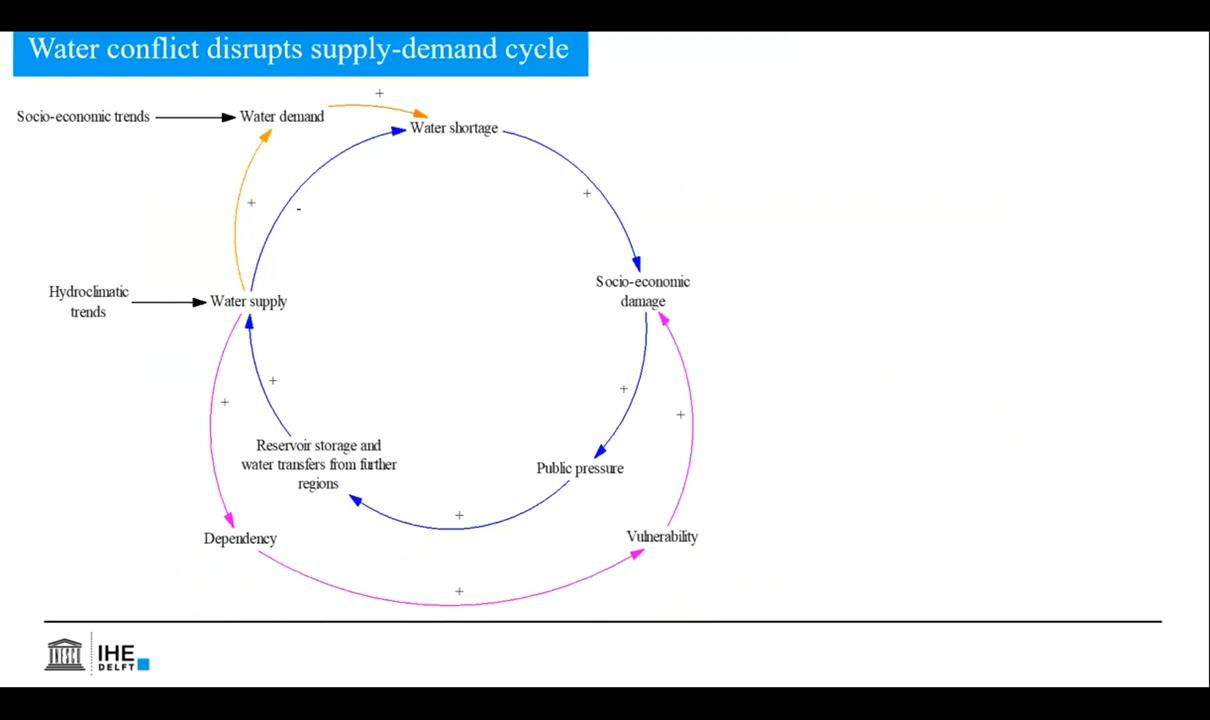 Water conflict disrupts supply-demand cycle
+
Socio-economic trends
Water demand
Water shortage
+
+
-
Socio-economic
damage
Hydroclimatic
trends
Water supply
+
+
+
+
Reservoir storage and
water transfers from further
regions
Public pressure
+
Dependency
Vulnerability
+
UNESCO
IHE
DELFT